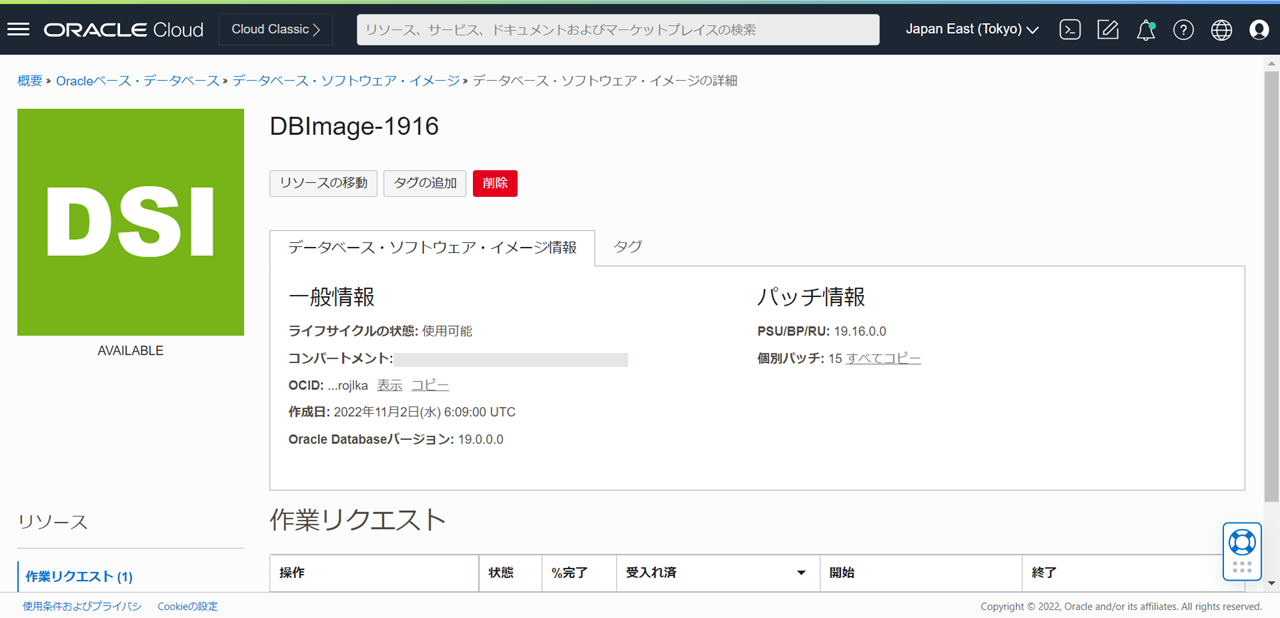 ORACLE Cloud
Cloud Classic
リソース、サービス、ドキュメントおよびマーケットプレイスの検索
Japan East (Tokyo)
概要 » Oracleベース・データベース » データベース・ソフトウェア・イメージ » データベース・ソフトウェア・イメージの詳細
DSI
AVAILABLE
DBImage-1916
リソースの移動 タグの追加 削除
データベース・ソフトウェア・イメージ情報 タグ
一般情報
ライフサイクルの状態: 使用可能
コンパートメント:
OCID: ...rojlka 表示 コピー
作成日: 2022年11月2日(水) 6:09:00 UTC
Oracle Databaseバージョン: 19.0.0.0
パッチ情報
PSU/BP/RU: 19.16.0.0
個別パッチ: 15 すべてコピー
リソース
作業リクエスト (1)
作業リクエスト
操作 状態 %完了 受入れ済 開始 終了
使用条件およびプライバシ Cookieの設定
Copyright © 2022, Oracle and/or its affiliates. All rights reserved.